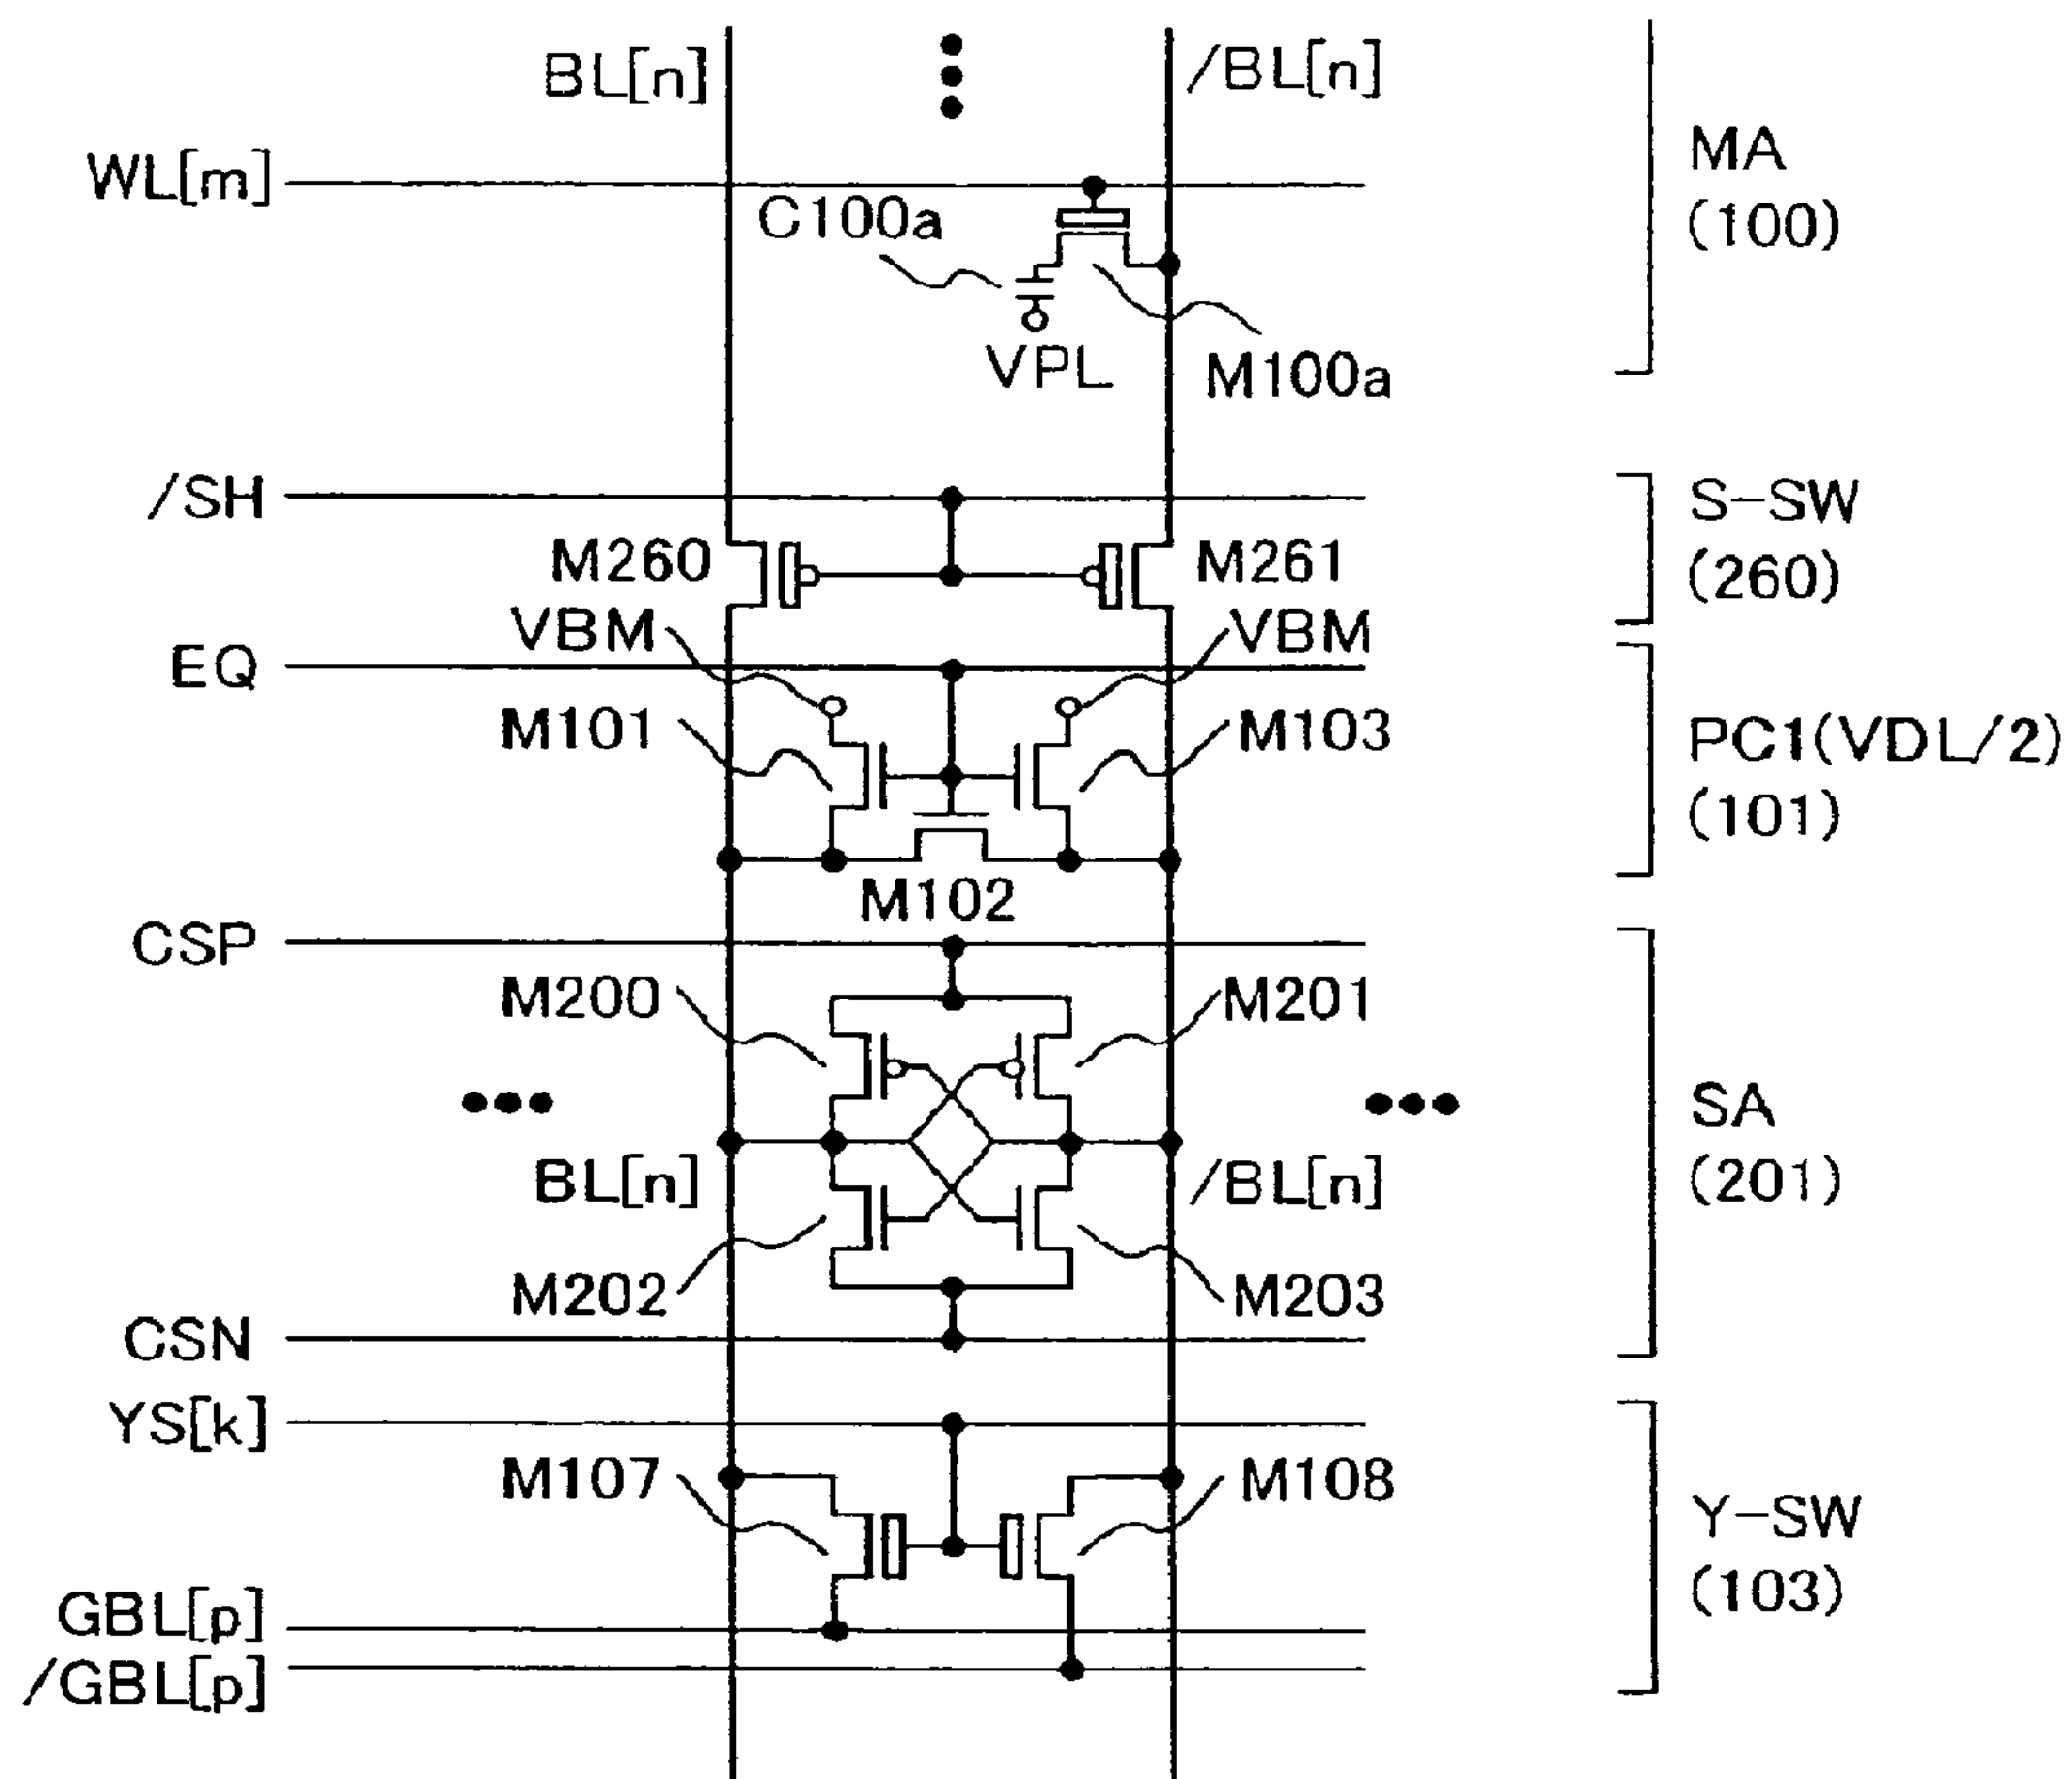 BL[n]
/BL[n]
WL[m]
C100a
VPL
M100a
MA
(100)
/SH
M260
M261
S-SW
(260)
VBM
VBM
EQ
M101
M103
PC1(VDL/2)
(101)
M102
CSP
M200
M201
BL[n]
/BL[n]
SA
(201)
M202
M203
CSN
YS[k]
M107
M108
Y-SW
(103)
GBL[p]
/GBL[p]